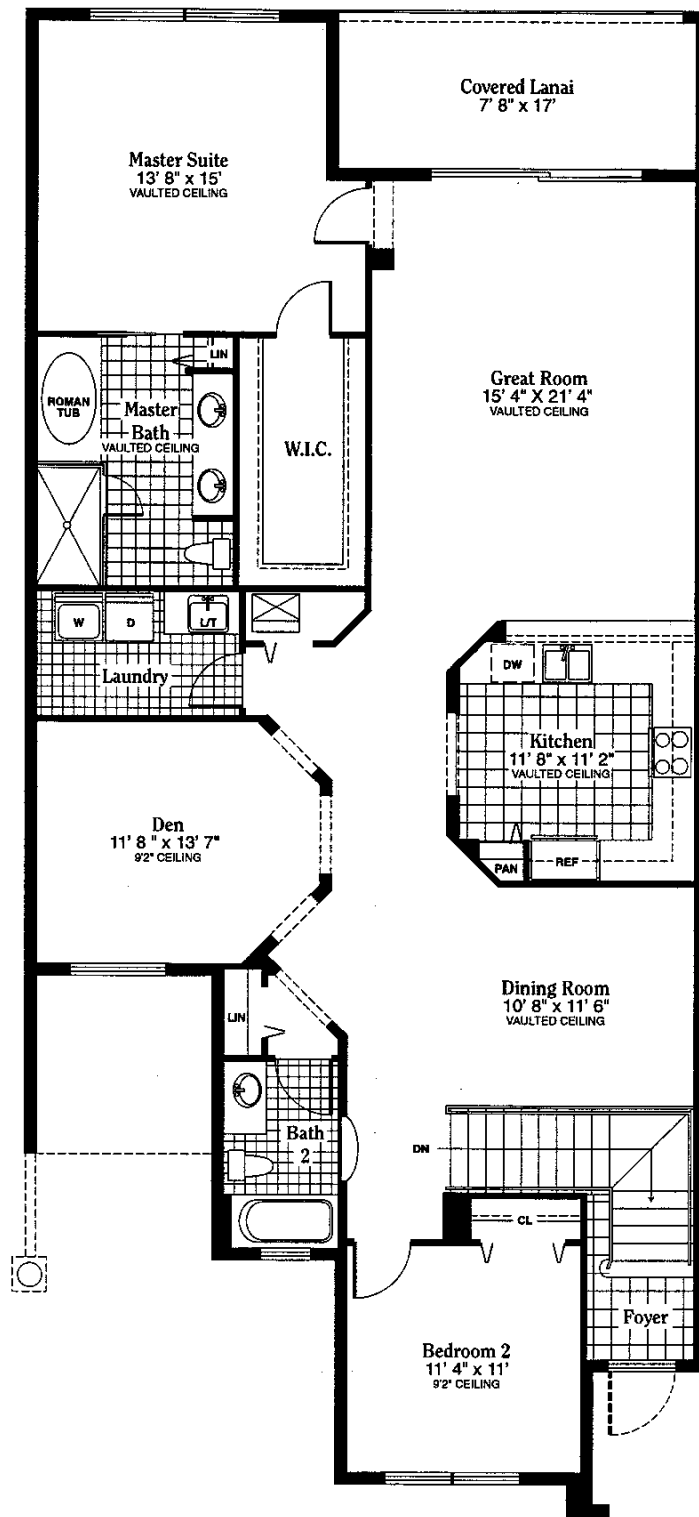 Covered Lanai
7' 8" x 17'
Master Suite
13' 8" x 15'
VAULTED CEILING
LIN
ROMAN
TUB
Master
Bath
VAULTED CEILING
W.I.C.
Great Room
15' 4" X 21' 4"
VAULTED CEILING
W
D
L/T
Laundry
DW
Kitchen
11' 8" x 11' 2"
VAULTED CEILING
PAN
REF
Den
11' 8 " x 13' 7"
9'2" CEILING
LIN
Dining Room
10' 8" x 11' 6"
VAULTED CEILING
Bath
2
DN
CL
Foyer
Bedroom 2
11' 4" x 11'
9'2" CEILING